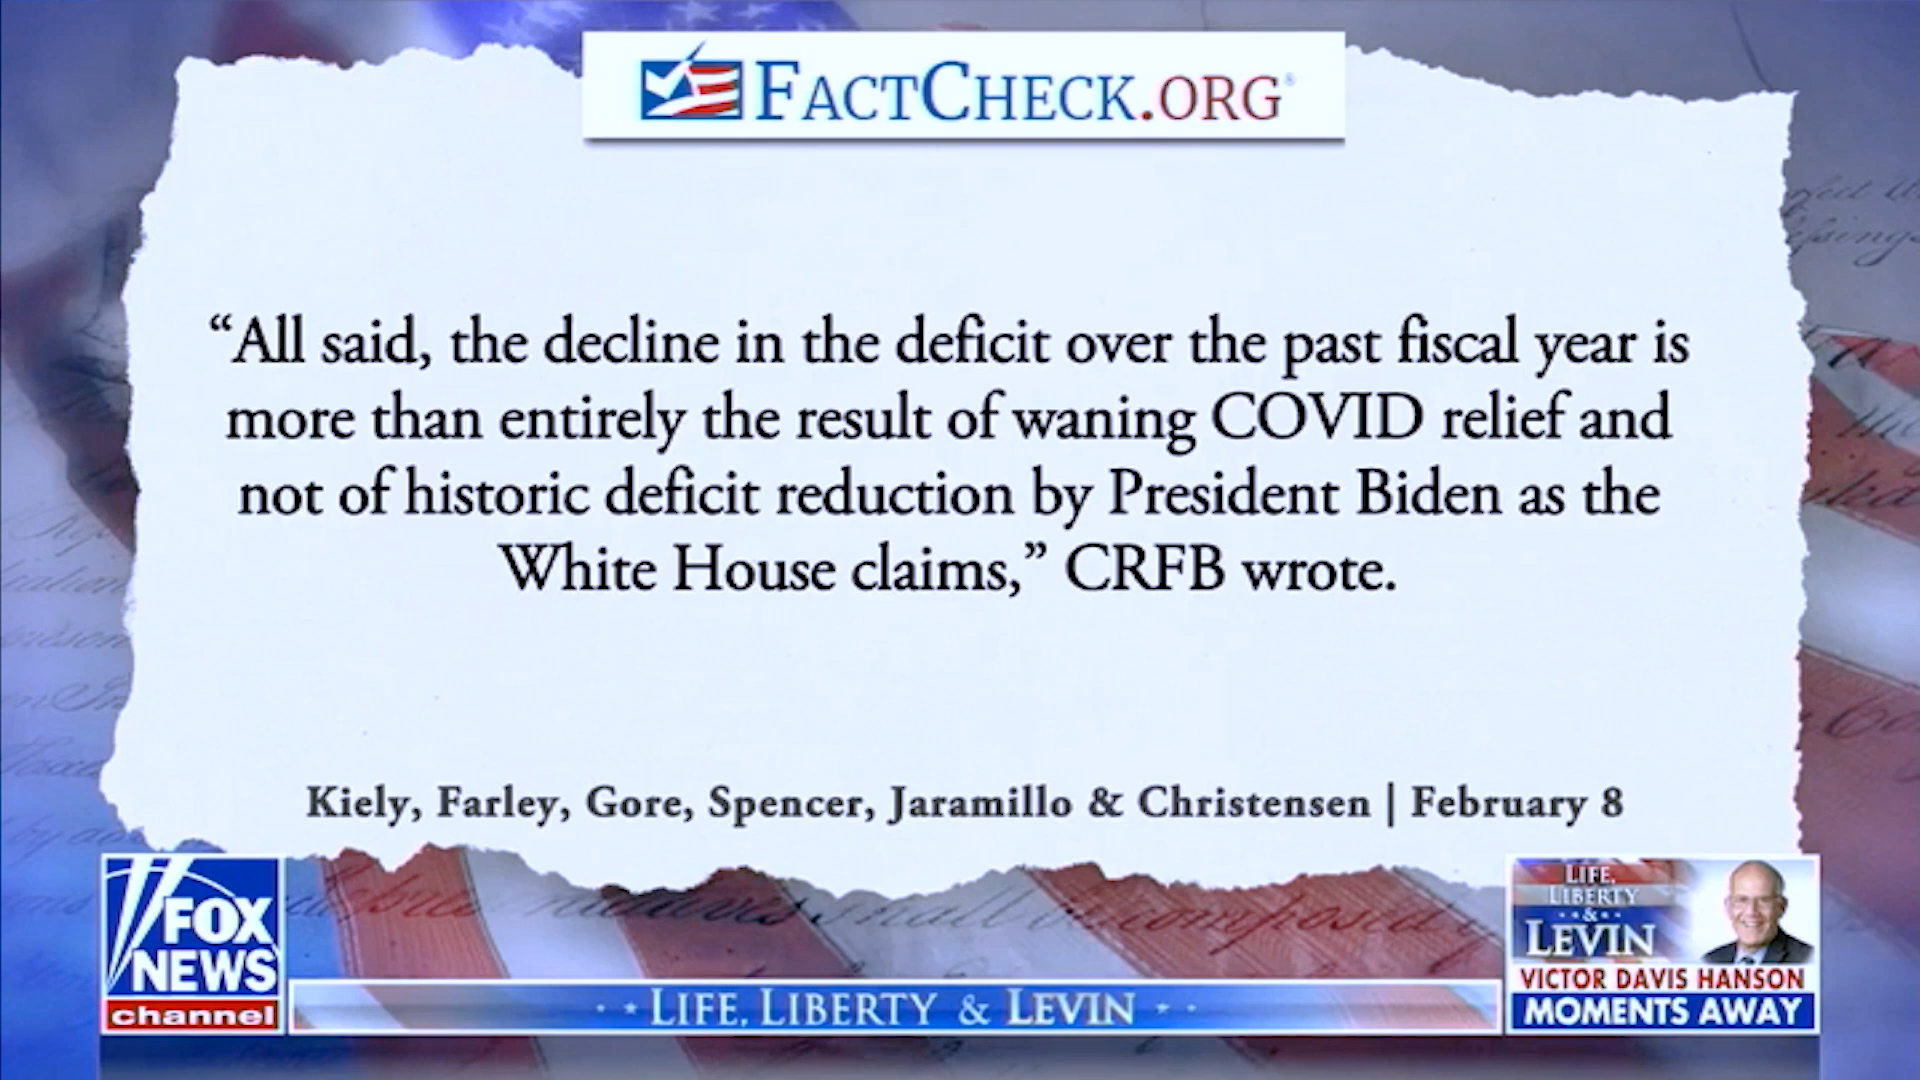 FACTCHECK.ORG®
“All said, the decline in the deficit over the past fiscal year is
more than entirely the result of waning COVID relief and
not of historic deficit reduction by President Biden as the
White House claims,” CRFB wrote.
Kiely, Farley, Gore, Spencer, Jaramillo & Christensen | February 8
FOX
NEWS
channel
LIFE, LIBERTY & LEVIN
LIFE,
LIBERTY
&
LEVIN
VICTOR DAVIS HANSON
MOMENTS AWAY